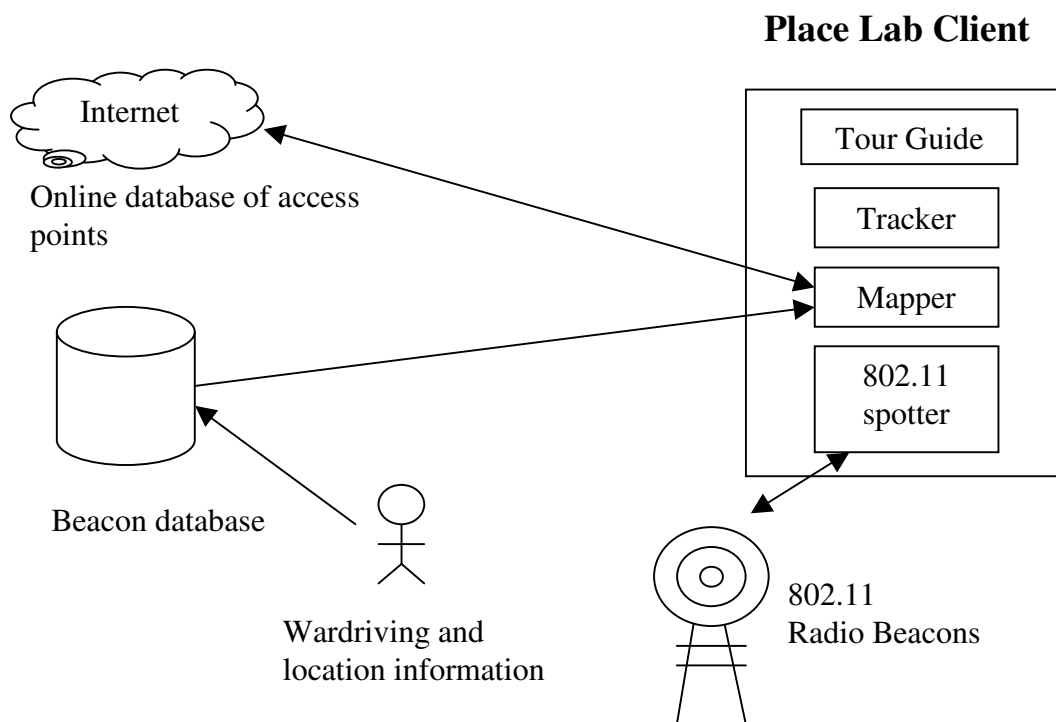 Place Lab Client
Internet
Online database of access
points
Tour Guide
Tracker
Mapper
802.11
spotter
Beacon database
Wardriving and
location information
802.11
Radio Beacons